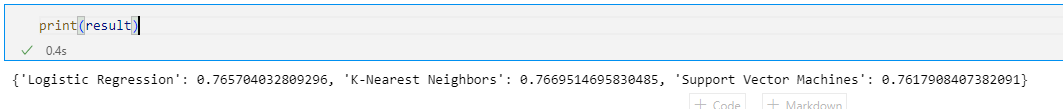 print(result)
0.4s
{'Logistic Regression': 0.765704032809296, 'K-Nearest Neighbors': 0.7669514695830485, 'Support Vector Machines': 0.7617908407382091}
+ Code + Markdown